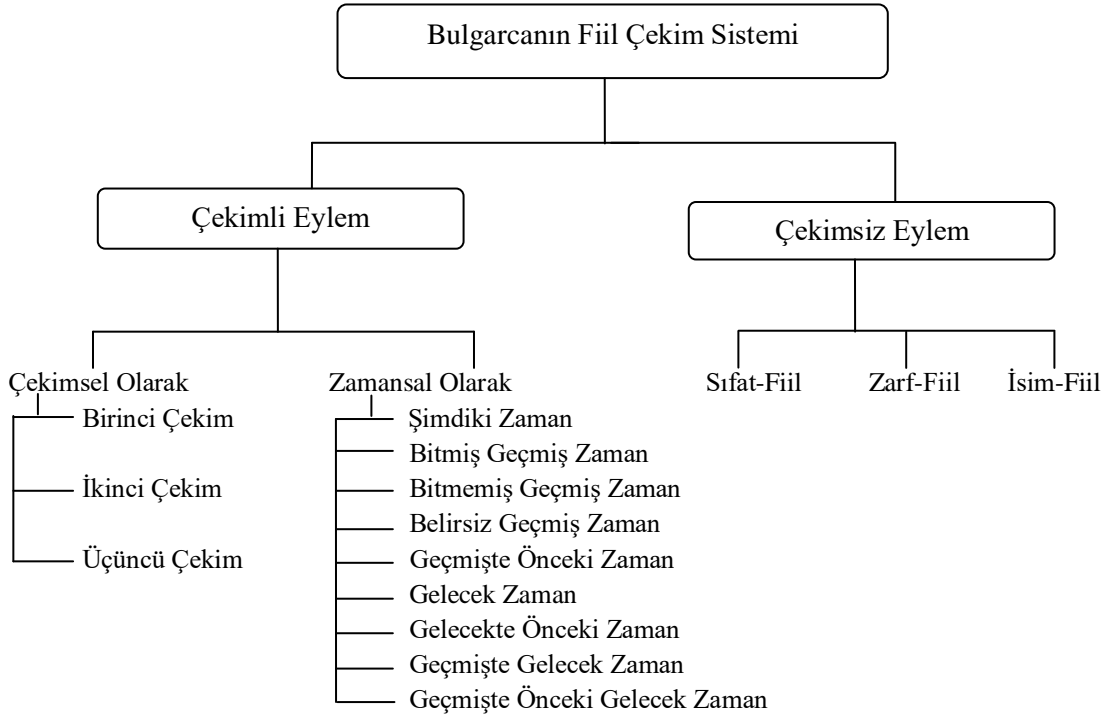 Bulgarcanın Fiil Çekim Sistemi
Çekimli Eylem
Çekimsiz Eylem
Çekimsel Olarak
Birinci Çekim
İkinci Çekim
Üçüncü Çekim
Zamansal Olarak
Şimdiki Zaman
Bitmiş Geçmiş Zaman
Bitmemiş Geçmiş Zaman
Belirsiz Geçmiş Zaman
Geçmişte Önceki Zaman
Gelecek Zaman
Gelecekte Önceki Zaman
Geçmişte Gelecek Zaman
Geçmişte Önceki Gelecek Zaman
Sıfat-Fiil
Zarf-Fiil
İsim-Fiil